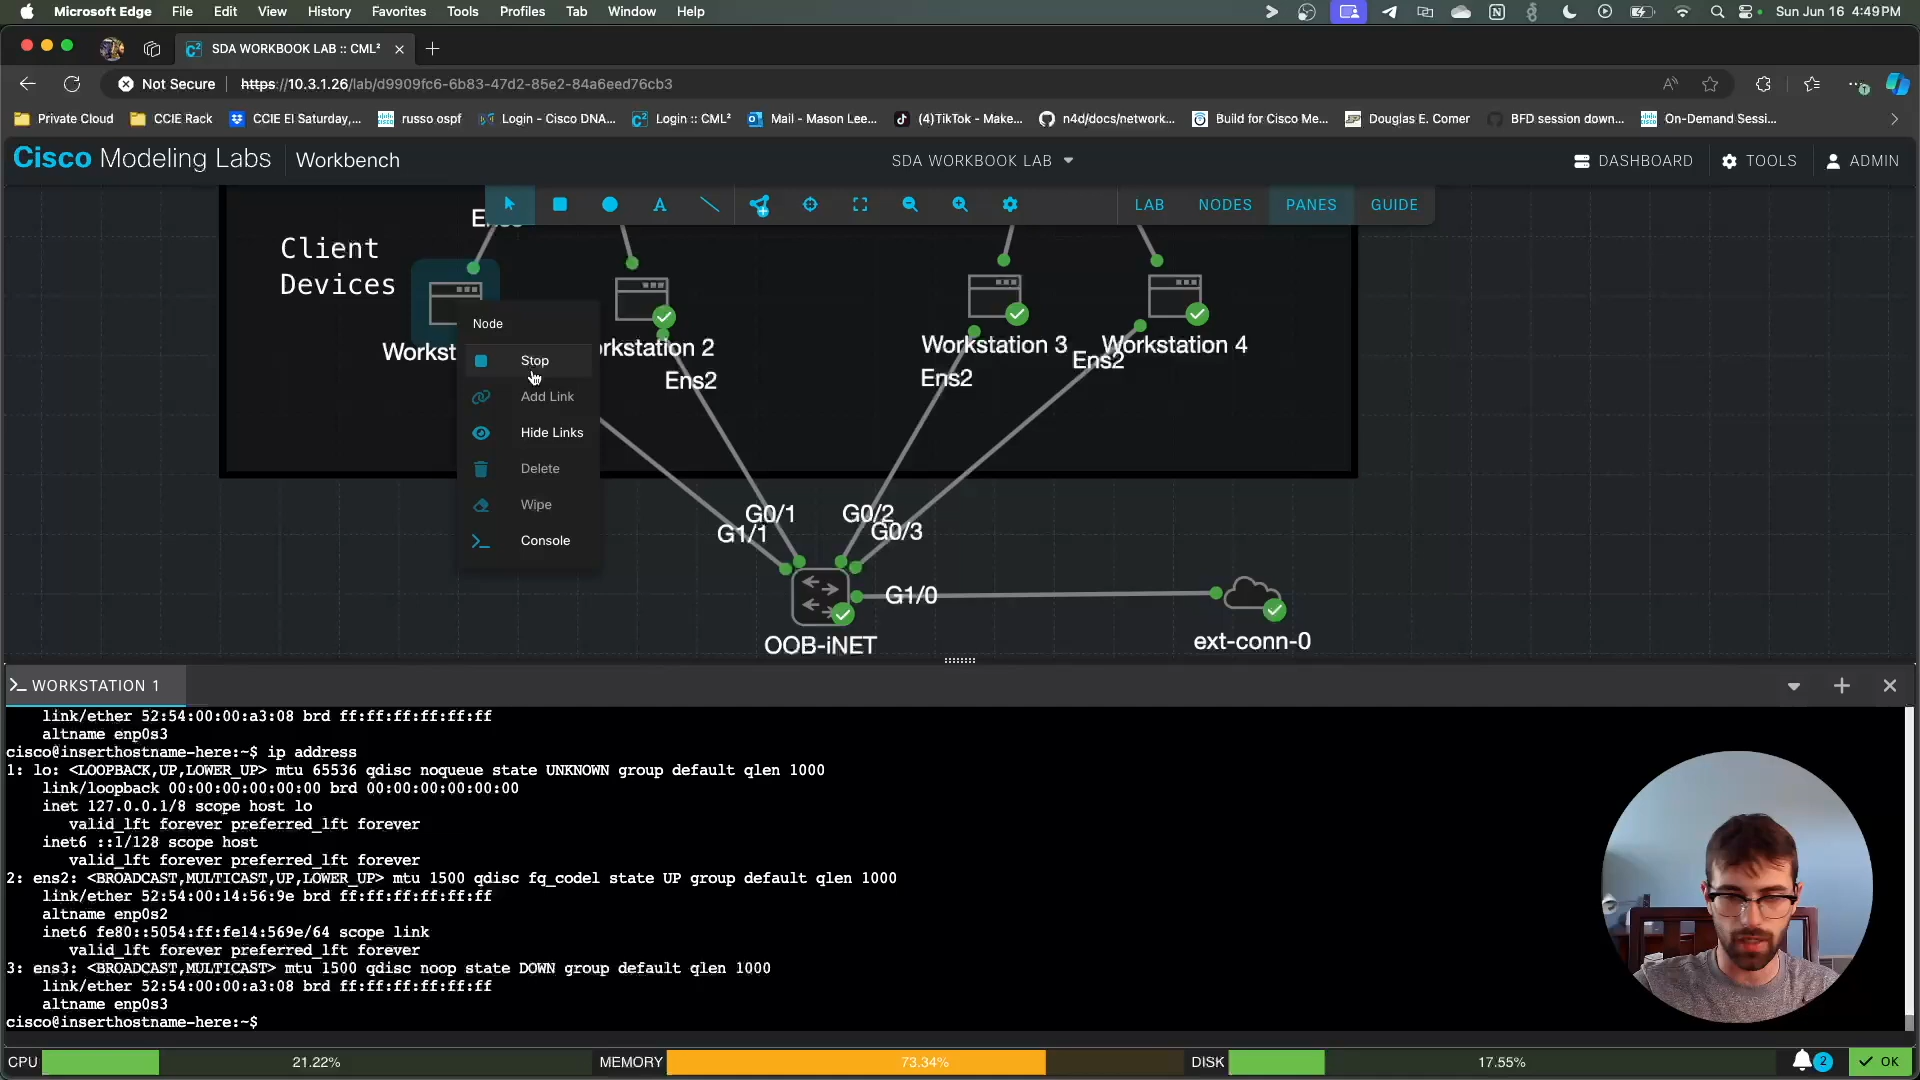 Microsoft Edge File Edit View History Favorites Tools Profiles Tab Window Help Sun Jun 16 4:49PM
SDA WORKBOOK LAB :: CML²
Not Secure https://10.3.1.26/lab/d9909fc6-6b83-47d2-85e2-84a6eed76cb3
Private Cloud CCIE Rack CCIE EI Saturday,... russo ospf Login - Cisco DNA... Login :: CML² Mail - Mason Lee... (4)TikTok - Make... n4d/docs/network... Build for Cisco Me... Douglas E. Comer BFD session down... On-Demand Sessi...
Cisco Modeling Labs Workbench SDA WORKBOOK LAB DASHBOARD TOOLS ADMIN
A LAB NODES PANES GUIDE
Client
Devices
Node
Stop
Add Link
Hide Links
Delete
Wipe
Console
Workst
rkstation 2
Workstation 3
Workstation 4
Ens2
Ens2
Ens2
G0/1
G1/1
G0/2
G0/3
G1/0
OOB-iNET
ext-conn-0
WORKSTATION 1
link/ether 52:54:00:00:a3:08 brd ff:ff:ff:ff:ff:ff
altname enp0s3
cisco@inserthostname-here:~$ ip address
1: lo: <LOOPBACK,UP,LOWER_UP> mtu 65536 qdisc noqueue state UNKNOWN group default qlen 1000
link/loopback 00:00:00:00:00:00 brd 00:00:00:00:00:00
inet 127.0.0.1/8 scope host lo
valid_lft forever preferred_lft forever
inet6 ::1/128 scope host
valid_lft forever preferred_lft forever
2: ens2: <BROADCAST,MULTICAST,UP,LOWER_UP> mtu 1500 qdisc fq_codel state UP group default qlen 1000
link/ether 52:54:00:14:56:9e brd ff:ff:ff:ff:ff:ff
altname enp0s2
inet6 fe80::5054:ff:fe14:569e/64 scope link
valid_lft forever preferred_lft forever
3: ens3: <BROADCAST,MULTICAST> mtu 1500 qdisc noop state DOWN group default qlen 1000
link/ether 52:54:00:00:a3:08 brd ff:ff:ff:ff:ff:ff
altname enp0s3
cisco@inserthostname-here:~$
CPU 21.22% MEMORY 73.34% DISK 17.55% 2 OK